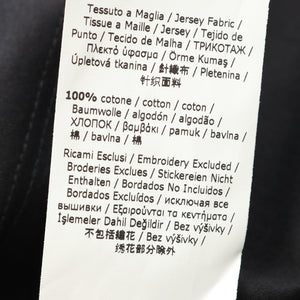 Tessuto a Maglia / Jersey Fabric /
Tissue a Maille / Jersey / Tejido de
Punto / Tecido de Malha / ТРИКОТАЖ /
Πλεκτό ύφασμα / Örme Kumaş /
Úpletová tkanina / 針織布 / Pletenina /
针织面料
100% cotone / cotton / coton /
Baumwolle / algodón / algodão /
ХЛОПОК / βαμβάκι / pamuk / bavlna /
棉 / bavlna / 棉
Ricami Esclusi / Embroidery Excluded /
Broderies Exclues / Stickereien Nicht
Enthalten / Bordados No Incluidos /
Bordados Excluidos / исключая все
вышивки / Εξαιρούνται τα κεντήματα /
İşlemeler Dahil Değildir / Bez výšivky /
不包括繡花 / Bez výšivky /
绣花部分除外